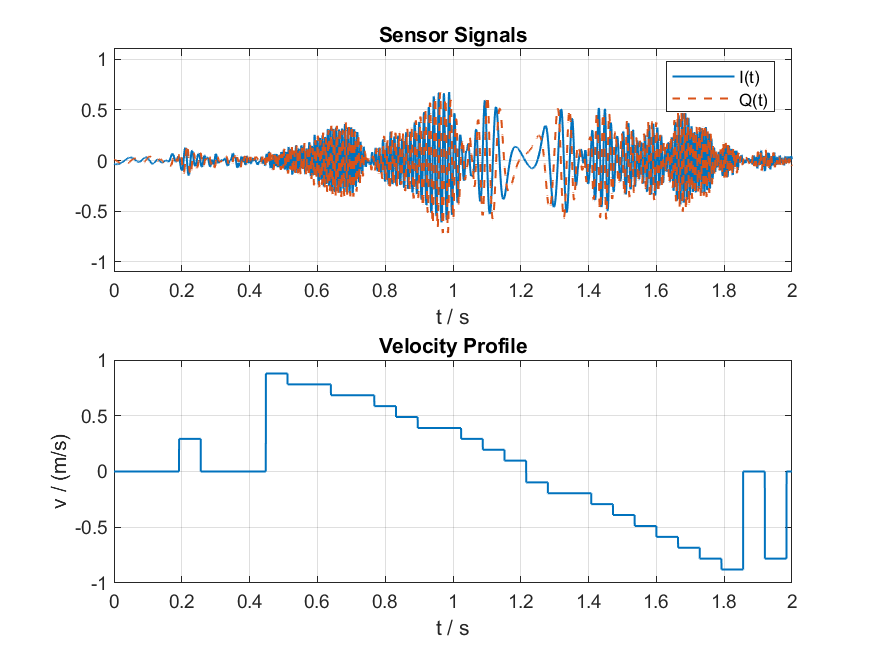 Sensor Signals
1
0.5
0
-0.5
-1
I(t)
Q(t)
0 0.2 0.4 0.6 0.8 1 1.2 1.4 1.6 1.8 2
t / s
Velocity Profile
v / (m/s)
1
0.5
0
-0.5
-1
0 0.2 0.4 0.6 0.8 1 1.2 1.4 1.6 1.8 2
t / s